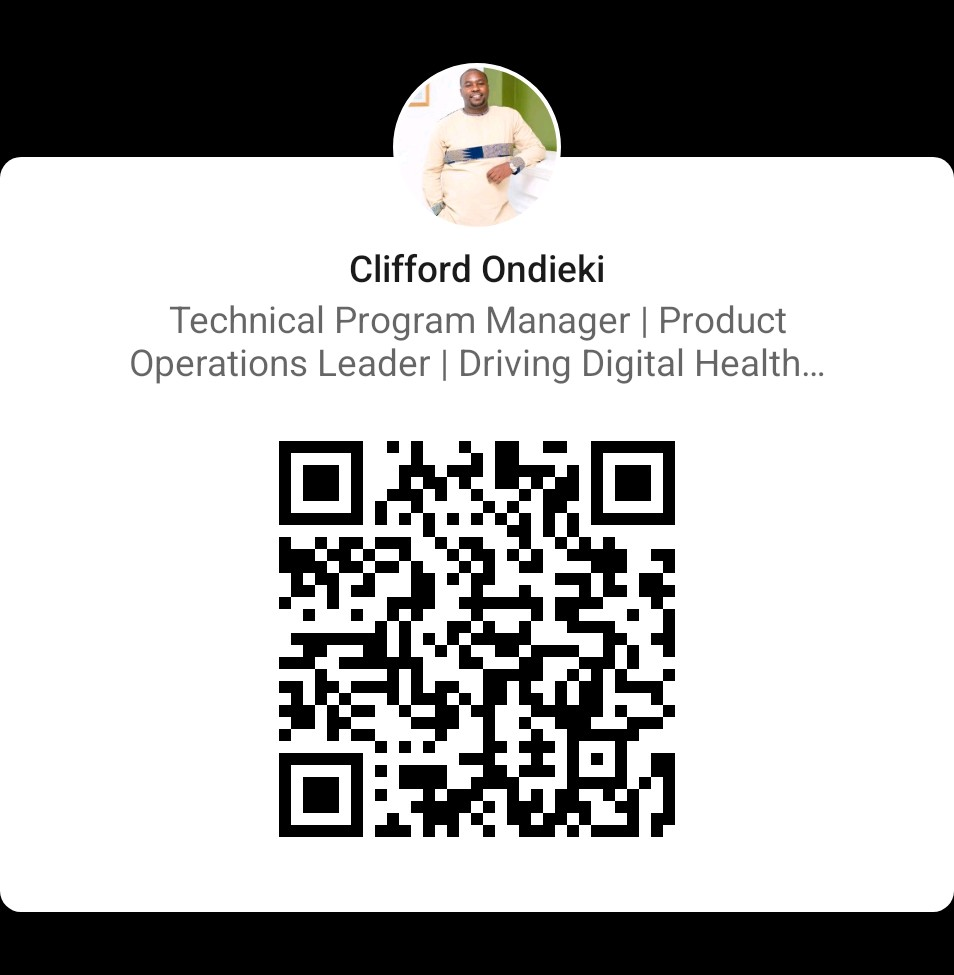 Clifford Ondieki
Technical Program Manager | Product
Operations Leader | Driving Digital Health…